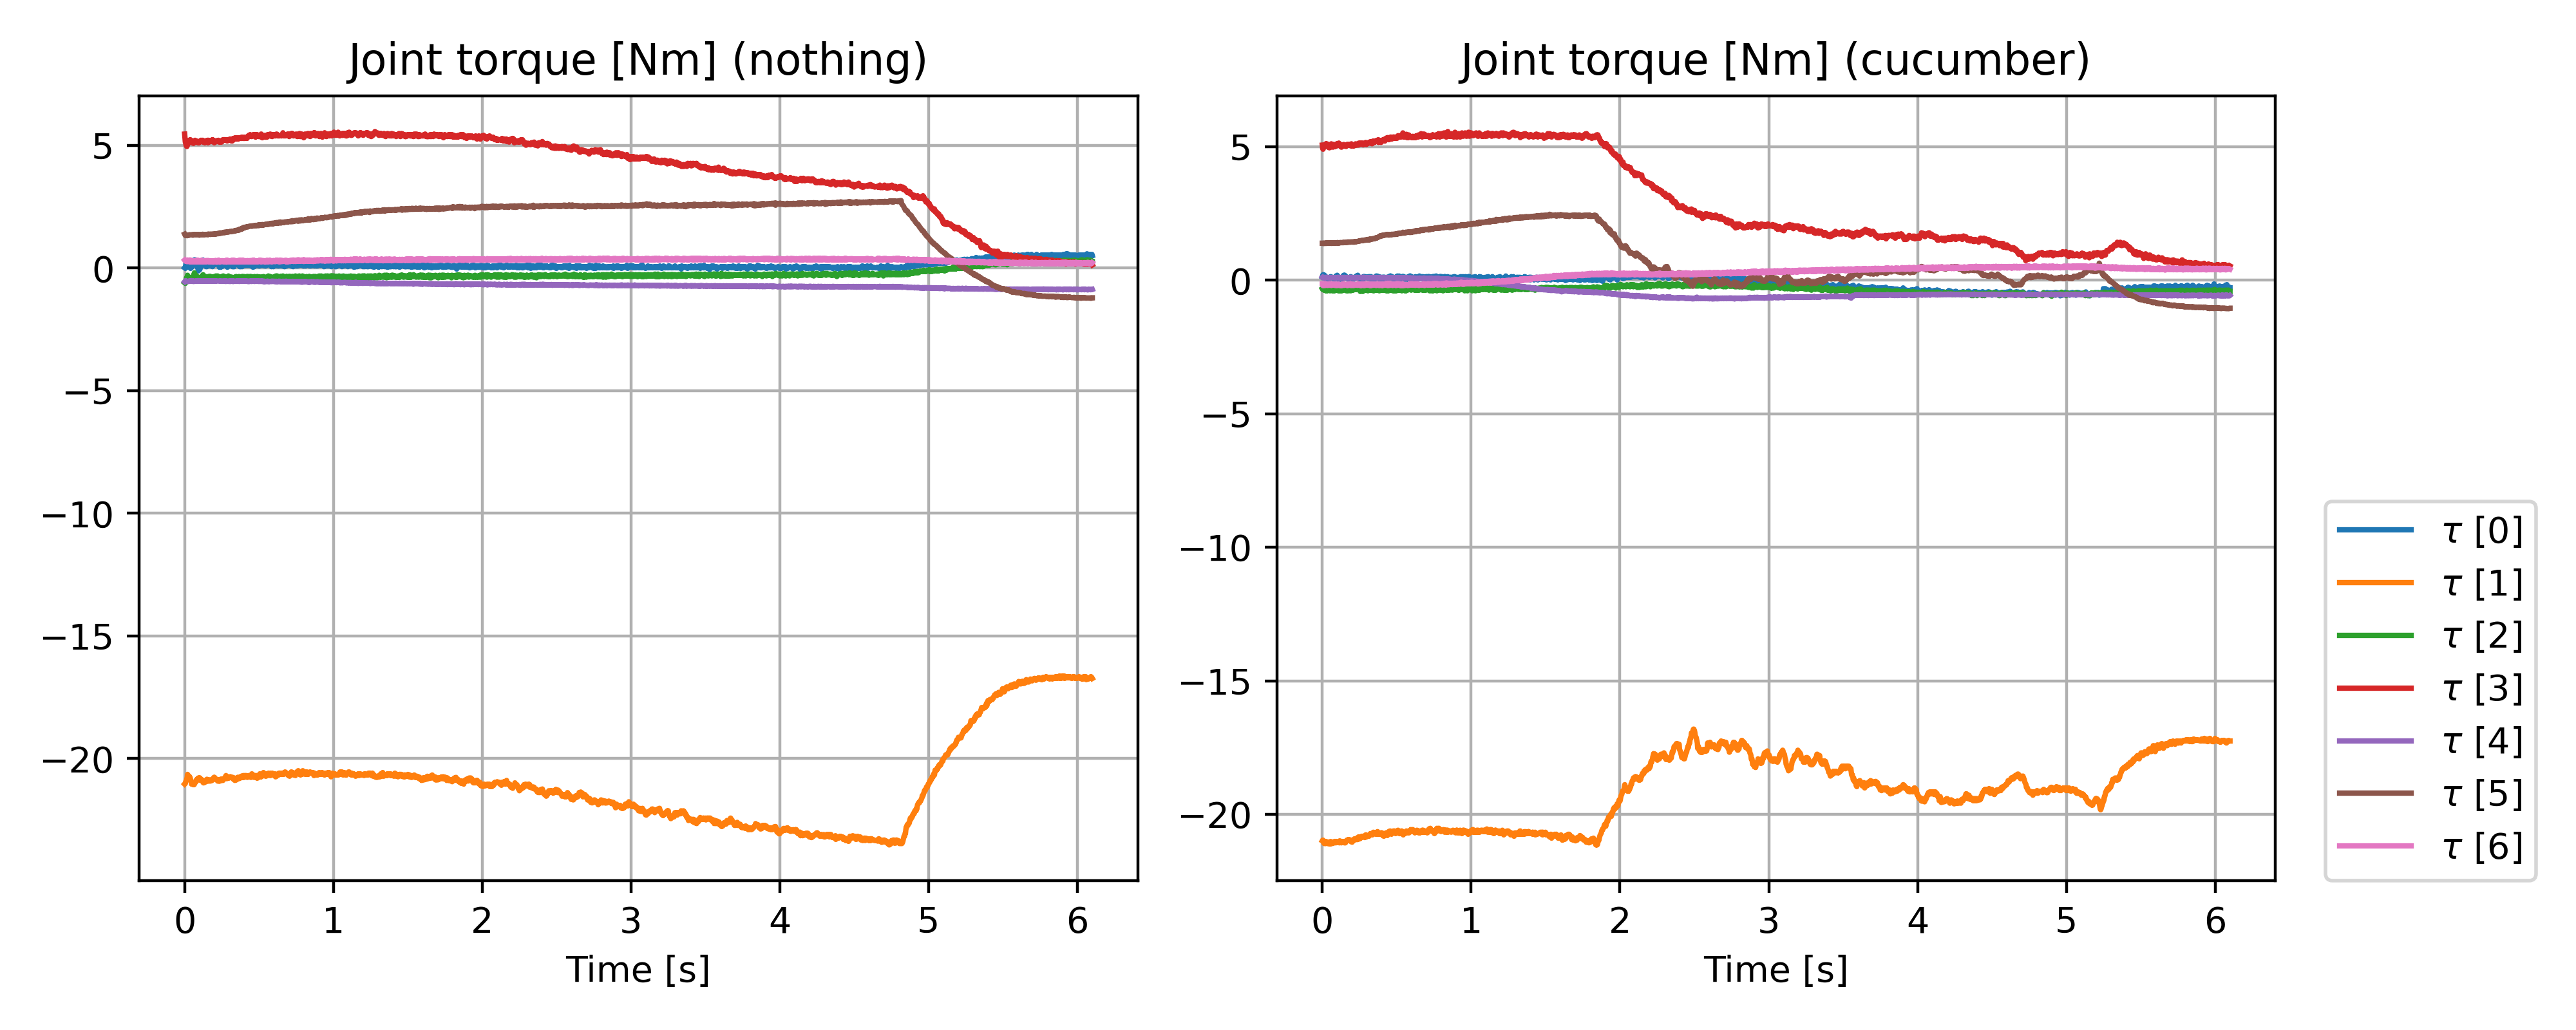 Joint torque [Nm] (nothing)
5
0
−5
−10
−15
−20
0 1 2 3 4 5 6
Time [s]
Joint torque [Nm] (cucumber)
5
0
−5
−10
−15
−20
0 1 2 3 4 5 6
Time [s]
τ [0]
τ [1]
τ [2]
τ [3]
τ [4]
τ [5]
τ [6]